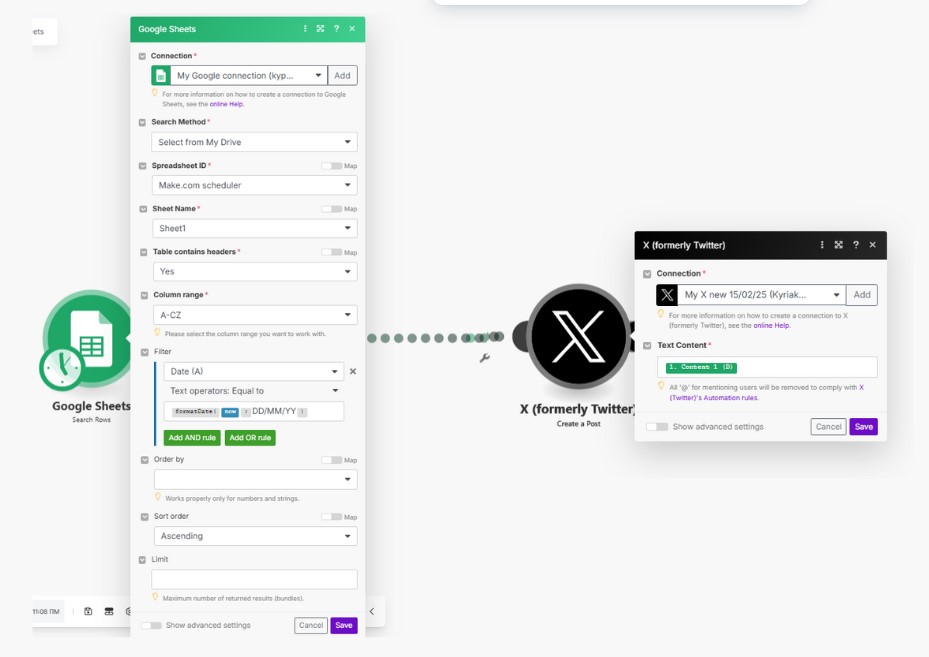 ets
Google Sheets
Connection *
My Google connection (kyp...
Add
For more information on how to create a connection to Google
Sheets, see the online Help.
Search Method *
Select from My Drive
Spreadsheet ID *
Map
Make.com scheduler
Sheet Name *
Map
Sheet1
Table contains headers *
Map
Yes
Column range *
A-CZ
Please select the column range you want to work with.
Filter
Date (A)
Text operators: Equal to
formatDate( now ; DD/MM/YY )
Add AND rule
Add OR rule
Order by
Map
Works properly only for numbers and strings.
Sort order
Map
Ascending
Limit
Maximum number of returned results (bundles).
Show advanced settings
Cancel
Save
Google Sheets
Search Rows
11:08 ΠΜ
X (formerly Twitter)
Create a Post
X (formerly Twitter)
Connection *
My X new 15/02/25 (Kyriak...
Add
For more information on how to create a connection to X
(formerly Twitter), see the online Help.
Text Content *
1. Content 1 (D)
All '@' for mentioning users will be removed to comply with X
(Twitter)'s Automation rules.
Show advanced settings
Cancel
Save